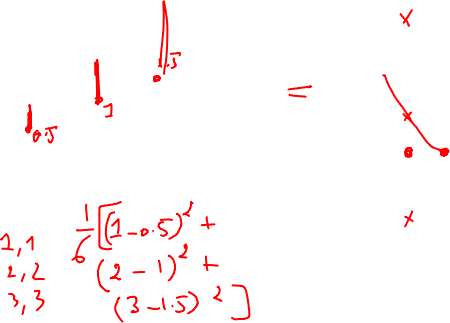 .5
1
0.5
=
x
x
x
1,1
2,2
3,3
1/6 [(1-0.5)² +
(2-1)² +
(3-1.5)²]